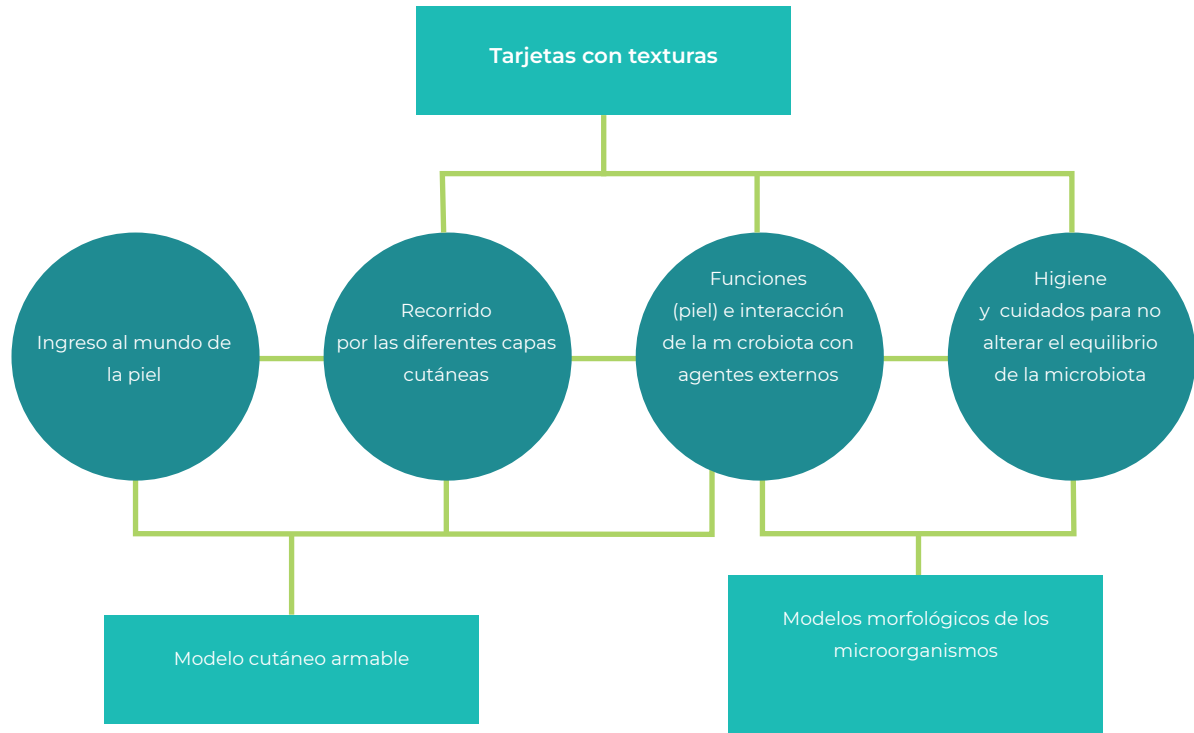 Tarjetas con texturas
Ingreso al mundo de
la piel
Recorrido
por las diferentes capas
cutáneas
Funciones
(piel) e interacción
de la m crobiota con
agentes externos
Higiene
y cuidados para no
alterar el equilibrio
de la microbiota
Modelo cutáneo armable
Modelos morfológicos de los
microorganismos